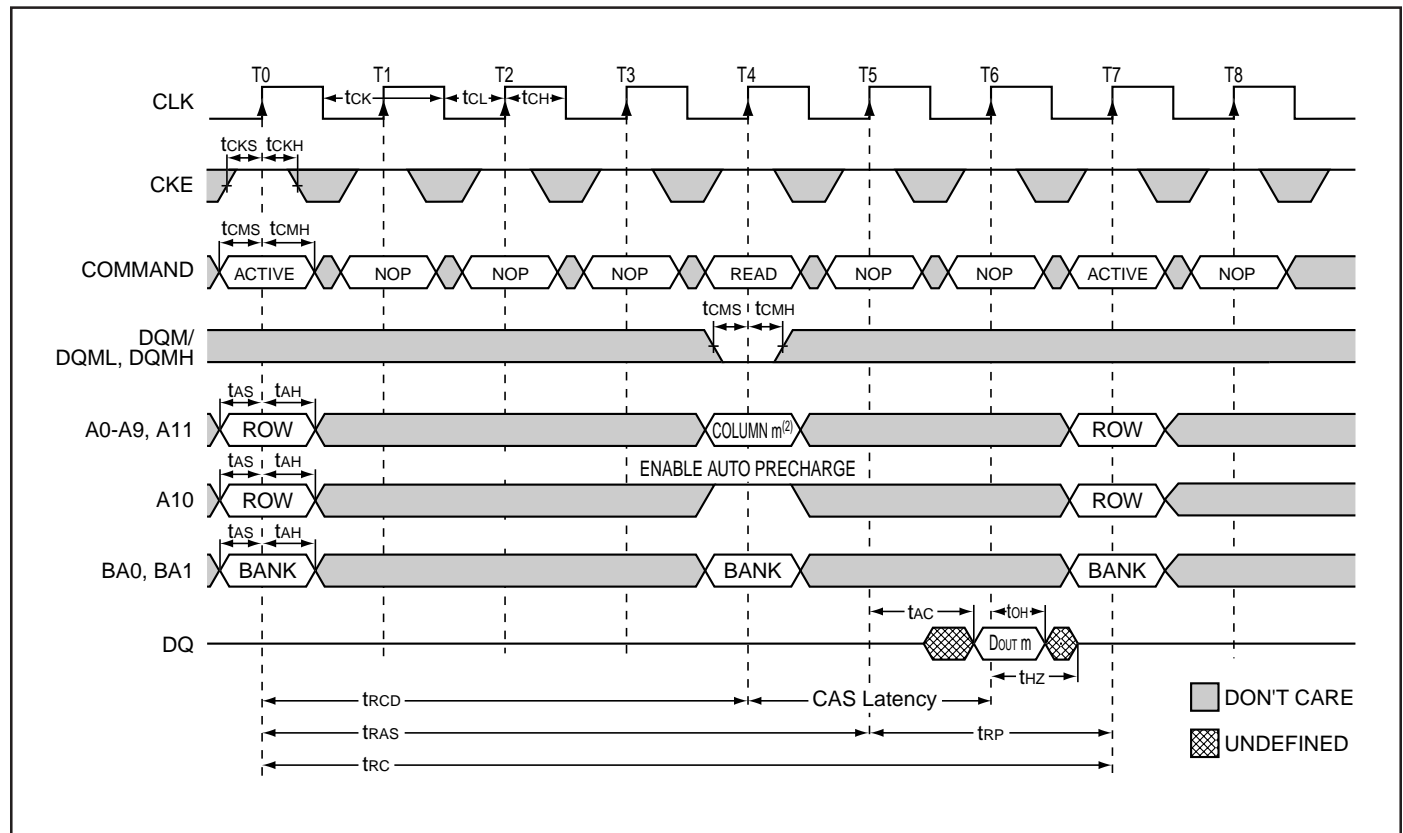 T0 T1 T2 T3 T4 T5 T6 T7 T8
CLK tCK tCL tCH
tCKS tCKH
CKE
tCMS tCMH
COMMAND ACTIVE NOP NOP NOP READ NOP NOP ACTIVE NOP
tCMS tCMH
DQM/
DQML, DQMH
tAS tAH
A0-A9, A11 ROW COLUMN m(2) ROW
tAS tAH ENABLE AUTO PRECHARGE
A10 ROW ROW
tAS tAH
BA0, BA1 BANK BANK BANK
tAC tOH
DQ DOUT m
tHZ
tRCD CAS Latency DON'T CARE
tRAS tRP UNDEFINED
tRC